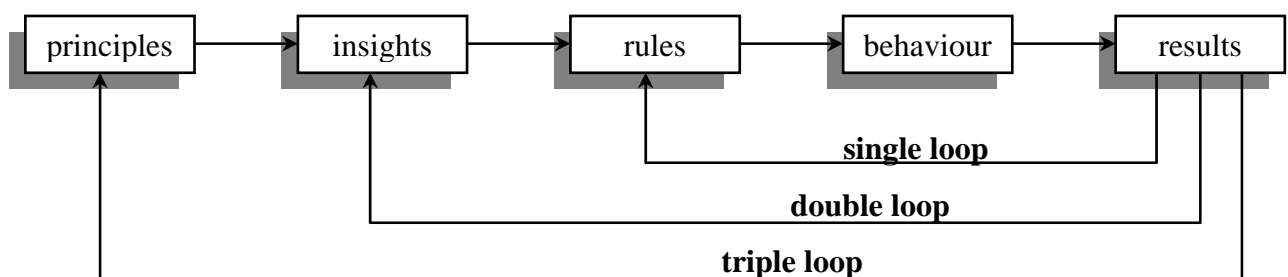 principles insights rules behaviour results
single loop
double loop
triple loop